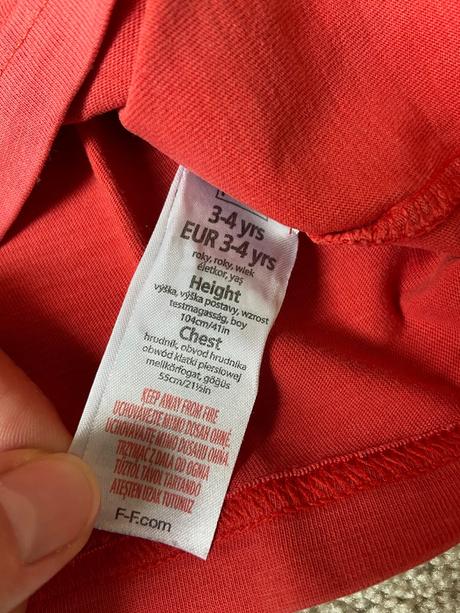 3-4 yrs
EUR 3-4 yrs
roky, roky, wiek
életkor, yaş
Height
výška, výška postavy, wzrost
testmagasság, boy
104cm/41in
Chest
hrudník, obvod hrudníka
obwód klatki piersiowej
mellkörfogat, göğüs
55cm/21½in
KEEP AWAY FROM FIRE
UCHOVÁVEJTE MIMO DOSAH OHNĚ.
UCHOVÁVAJTE MIMO DOSAHU OHŇA.
TRZYMAĆ Z DALA OD OGNIA
TŰZTŐL TÁVOL TARTANDÓ
ATEŞTEN UZAK TUTUNUZ
F-F.com